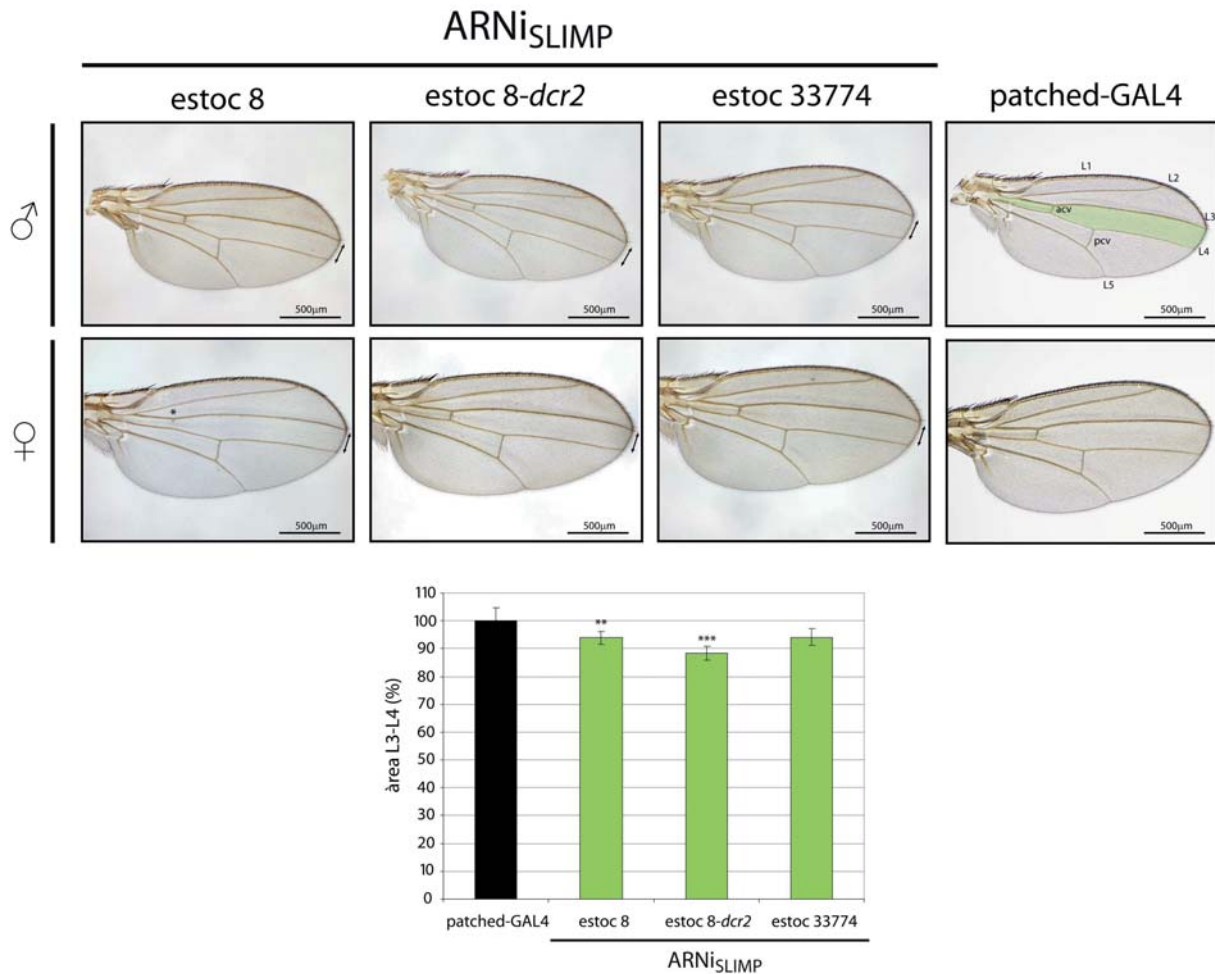 ARNiSLIMP
estoc 8 estoc 8-dcr2 estoc 33774 patched-GAL4
♂
L1
L2
L3
acv
L4
pcv
L5
500µm 500µm 500µm 500µm
♀
*
500µm 500µm 500µm 500µm
110
100
90
80
70
60
50
40
30
20
10
0
àrea L3-L4 (%)
** ***
patched-GAL4 estoc 8 estoc 8-dcr2 estoc 33774
ARNiSLIMP